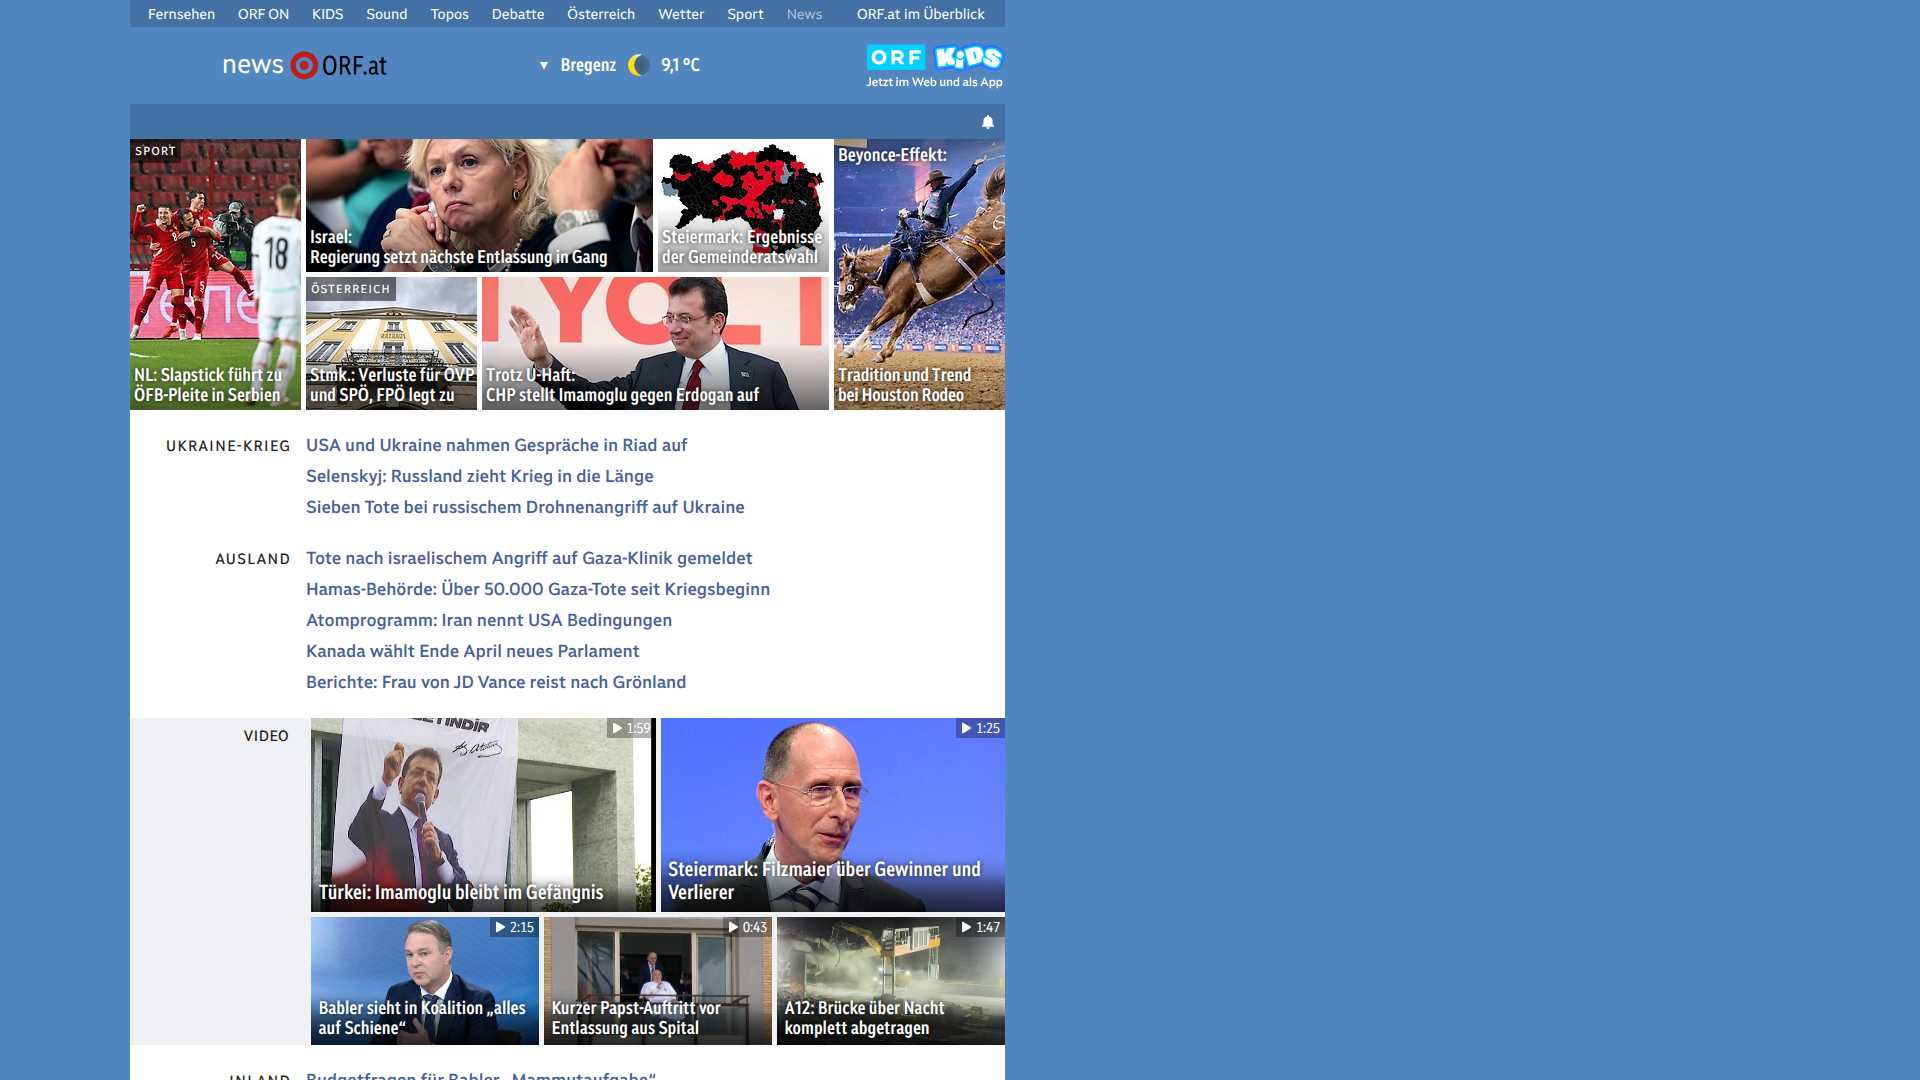 Fernsehen ORF ON KIDS Sound Topos Debatte Österreich Wetter Sport News ORF.at im Überblick
news ORF.at
Bregenz 9,1 °C
ORF KiDS
Jetzt im Web und als App
SPORT
NL: Slapstick führt zu
ÖFB-Pleite in Serbien
Israel:
Regierung setzt nächste Entlassung in Gang
Steiermark: Ergebnisse
der Gemeinderatswahl
Beyonce-Effekt:
Tradition und Trend
bei Houston Rodeo
ÖSTERREICH
Stmk.: Verluste für ÖVP
und SPÖ, FPÖ legt zu
Trotz U-Haft:
CHP stellt Imamoglu gegen Erdogan auf
18
UKRAINE-KRIEG
USA und Ukraine nahmen Gespräche in Riad auf
Selenskyj: Russland zieht Krieg in die Länge
Sieben Tote bei russischem Drohnenangriff auf Ukraine
AUSLAND
Tote nach israelischem Angriff auf Gaza-Klinik gemeldet
Hamas-Behörde: Über 50.000 Gaza-Tote seit Kriegsbeginn
Atomprogramm: Iran nennt USA Bedingungen
Kanada wählt Ende April neues Parlament
Berichte: Frau von JD Vance reist nach Grönland
VIDEO
1:59
Türkei: Imamoglu bleibt im Gefängnis
1:25
Steiermark: Filzmaier über Gewinner und
Verlierer
2:15
Babler sieht in Koalition „alles
auf Schiene“
0:43
Kurzer Papst-Auftritt vor
Entlassung aus Spital
1:47
A12: Brücke über Nacht
komplett abgetragen
INLAND
Budgetfragen für Babler „Mammutaufgabe“